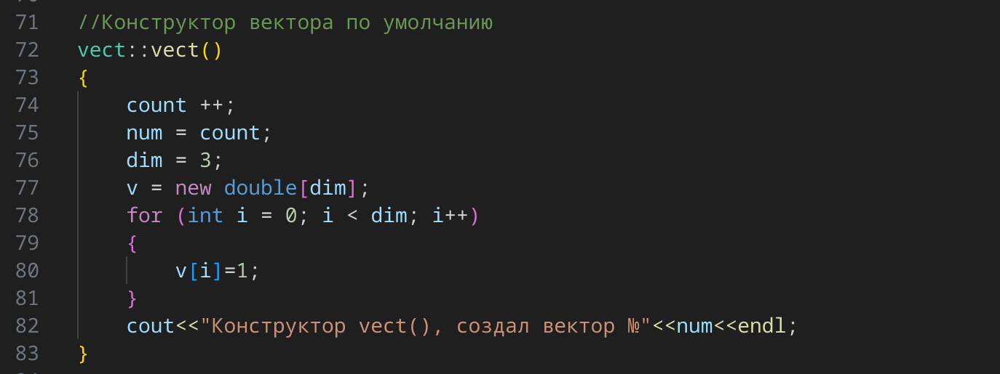 71 //Конструктор вектора по умолчанию
72 vect::vect()
73 {
74     count ++;
75     num = count;
76     dim = 3;
77     v = new double[dim];
78     for (int i = 0; i < dim; i++)
79     {
80         v[i]=1;
81     }
82     cout<<"Конструктор vect(), создал вектор №"<<num<<endl;
83 }